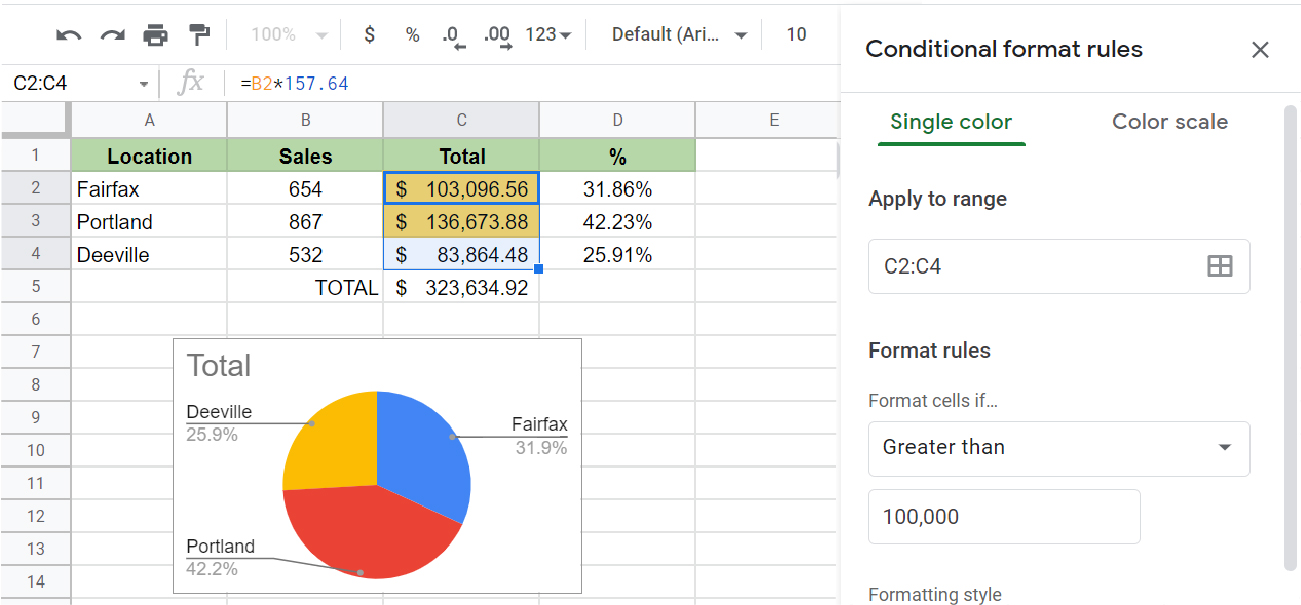 100% $ % .0 .00 123 Default (Ari... 10
C2:C4 fx =B2*157.64
A B C D E
1 Location Sales Total %
2 Fairfax 654 $ 103,096.56 31.86%
3 Portland 867 $ 136,673.88 42.23%
4 Deeville 532 $ 83,864.48 25.91%
5 TOTAL $ 323,634.92
6
7
8
9
10
11
12
13
14
Total
Deeville
25.9%
Fairfax
31.9%
Portland
42.2%
Conditional format rules
Single color Color scale
Apply to range
C2:C4
Format rules
Format cells if...
Greater than
100,000
Formatting style